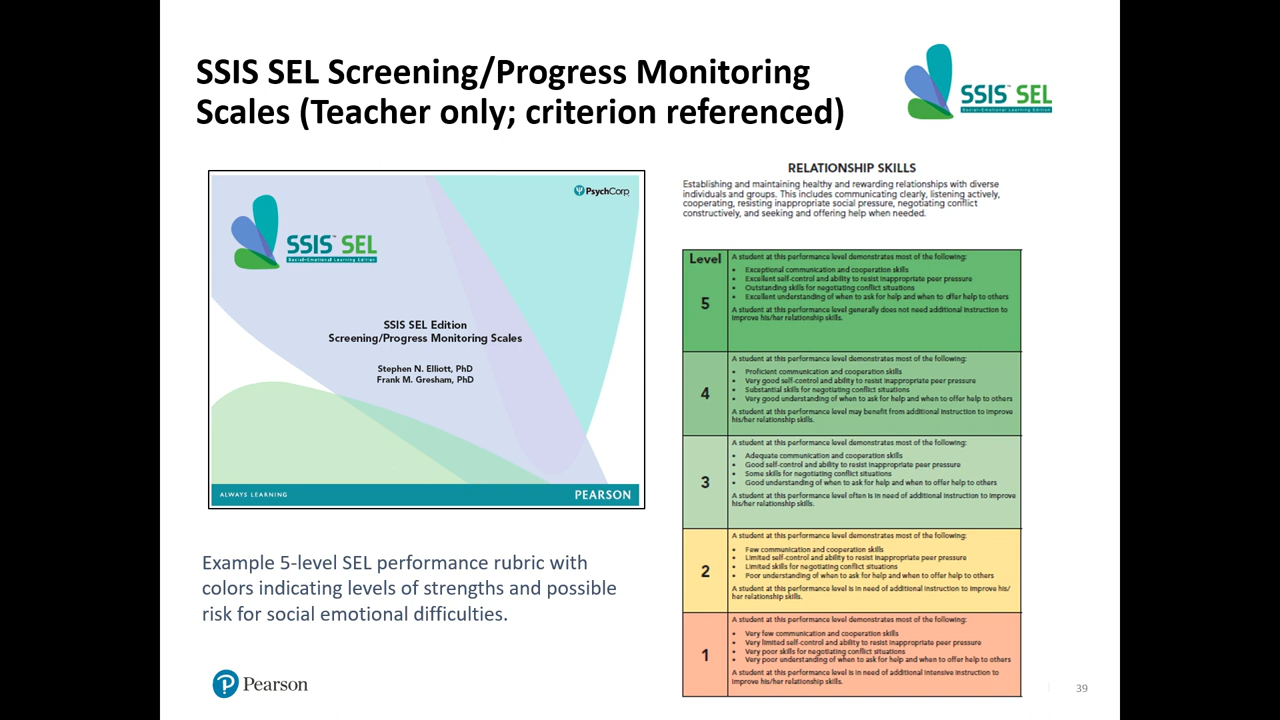 SSIS SEL Screening/Progress Monitoring
Scales (Teacher only; criterion referenced)
SSIS™ SEL
Social-Emotional Learning Edition
PsychCorp
SSIS™ SEL
Social-Emotional Learning Edition
SSIS SEL Edition
Screening/Progress Monitoring Scales
Stephen N. Elliott, PhD
Frank M. Gresham, PhD
ALWAYS LEARNING
PEARSON
Example 5-level SEL performance rubric with
colors indicating levels of strengths and possible
risk for social emotional difficulties.
RELATIONSHIP SKILLS
Establishing and maintaining healthy and rewarding relationships with diverse
individuals and groups. This includes communicating clearly, listening actively,
cooperating, resisting inappropriate social pressure, negotiating conflict
constructively, and seeking and offering help when needed.
Level
5
A student at this performance level demonstrates most of the following:
• Exceptional communication and cooperation skills
• Excellent self-control and ability to resist inappropriate peer pressure
• Outstanding skills for negotiating conflict situations
• Excellent understanding of when to ask for help and when to offer help to others
A student at this performance level generally does not need additional instruction to
improve his/her relationship skills.
4
A student at this performance level demonstrates most of the following:
• Proficient communication and cooperation skills
• Very good self-control and ability to resist inappropriate peer pressure
• Substantial skills for negotiating conflict situations
• Very good understanding of when to ask for help and when to offer help to others
A student at this performance level may benefit from additional instruction to improve
his/her relationship skills.
3
A student at this performance level demonstrates most of the following:
• Adequate communication and cooperation skills
• Good self-control and ability to resist inappropriate peer pressure
• Some skills for negotiating conflict situations
• Good understanding of when to ask for help and when to offer help to others
A student at this performance level often is in need of additional instruction to improve
his/her relationship skills.
2
A student at this performance level demonstrates most of the following:
• Few communication and cooperation skills
• Limited self-control and ability to resist inappropriate peer pressure
• Limited skills for negotiating conflict situations
• Poor understanding of when to ask for help and when to offer help to others
A student at this performance level is in need of additional instruction to improve his/
her relationship skills.
1
A student at this performance level demonstrates most of the following:
• Very few communication and cooperation skills
• Very limited self-control and ability to resist inappropriate peer pressure
• Very poor skills for negotiating conflict situations
• Very poor understanding of when to ask for help and when to offer help to others
A student at this performance level is in need of additional intensive instruction to
improve his/her relationship skills.
Pearson
39